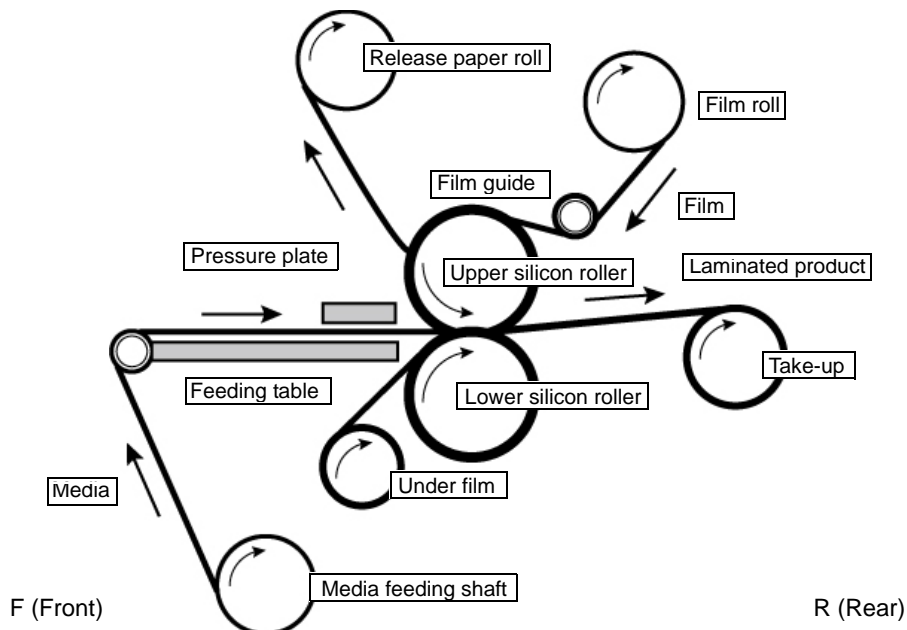 Release paper roll
Film roll
Film guide
Film
Pressure plate
Upper silicon roller
Laminated product
Feeding table
Lower silicon roller
Take-up
Media
Under film
Media feeding shaft
F (Front)
R (Rear)